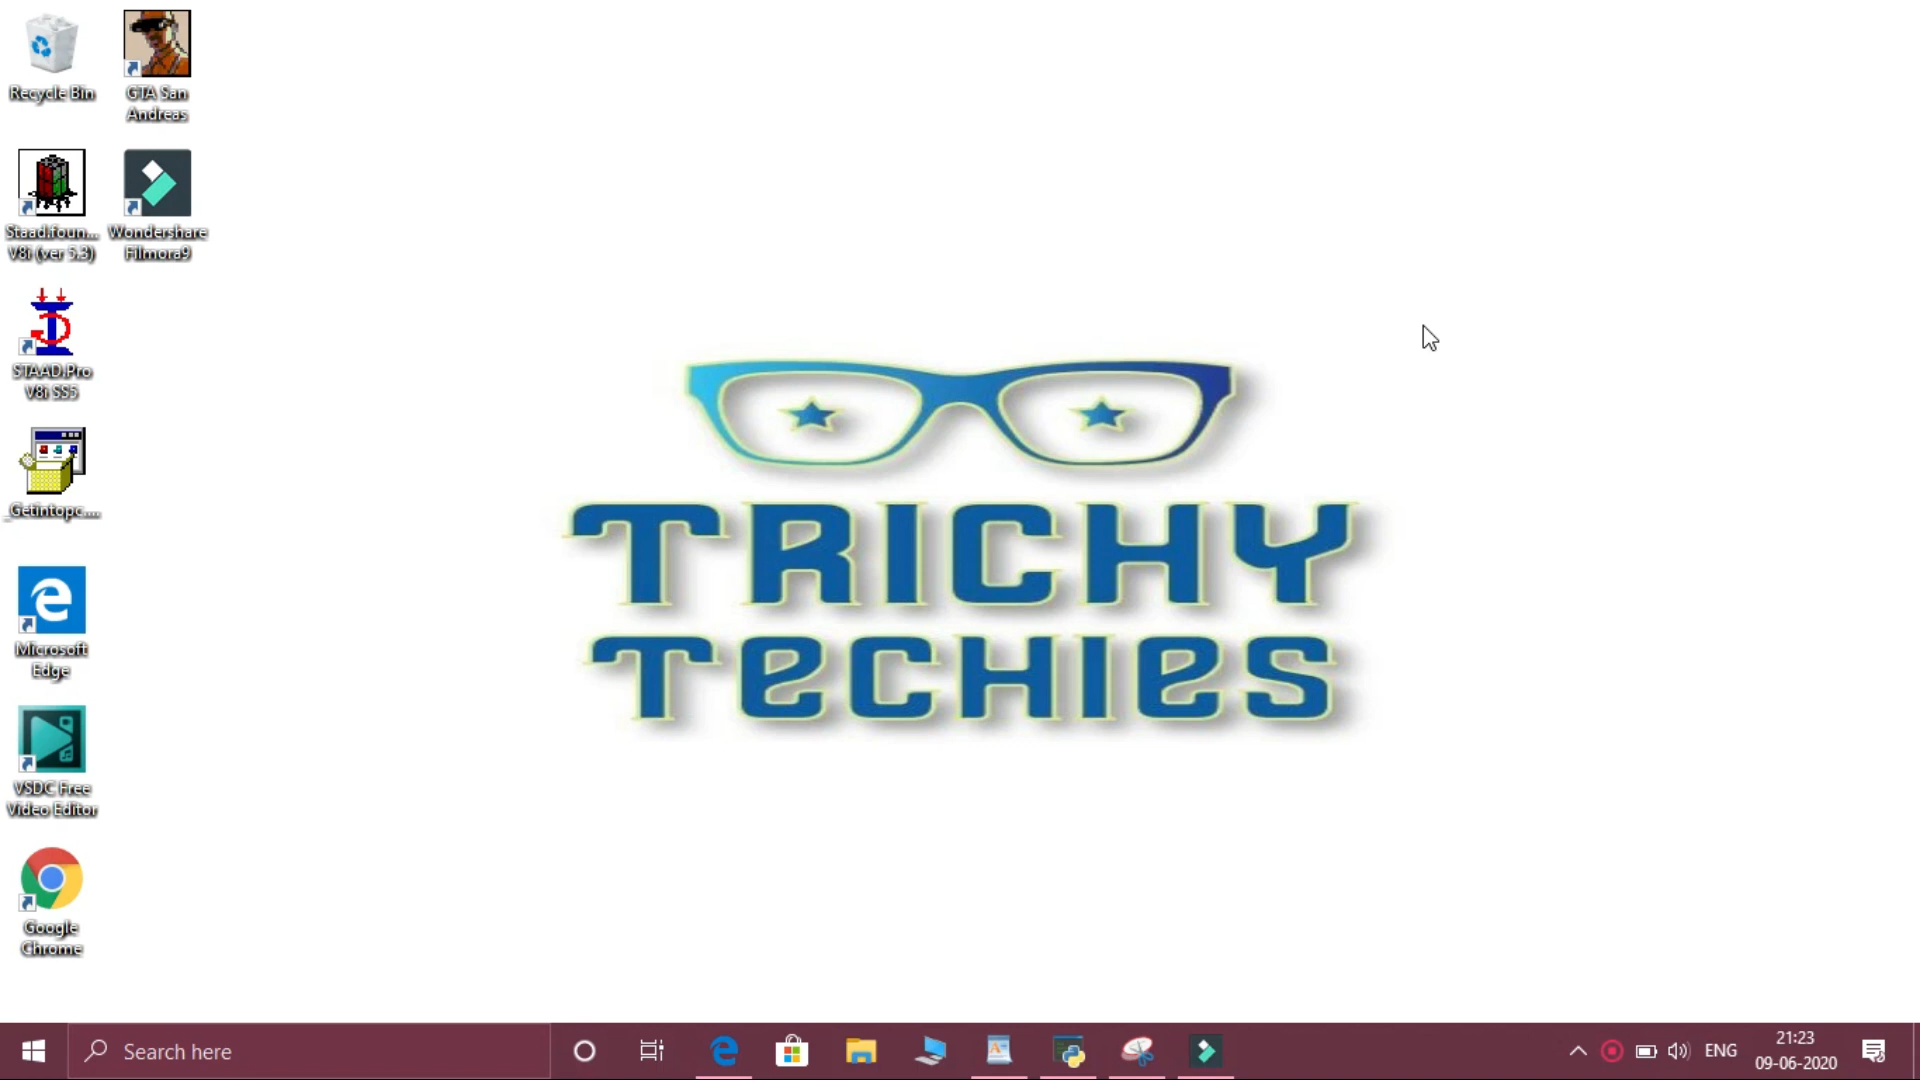 Recycle Bin
GTA San
Andreas
Staad.foun...
V8i (ver 5.3)
Wondershare
Filmora9
STAAD.Pro
V8i SS5
_Getintopc....
Microsoft
Edge
VSDC Free
Video Editor
Google
Chrome
TRICHY
TECHIES
Search here
ENG
21:23
09-06-2020